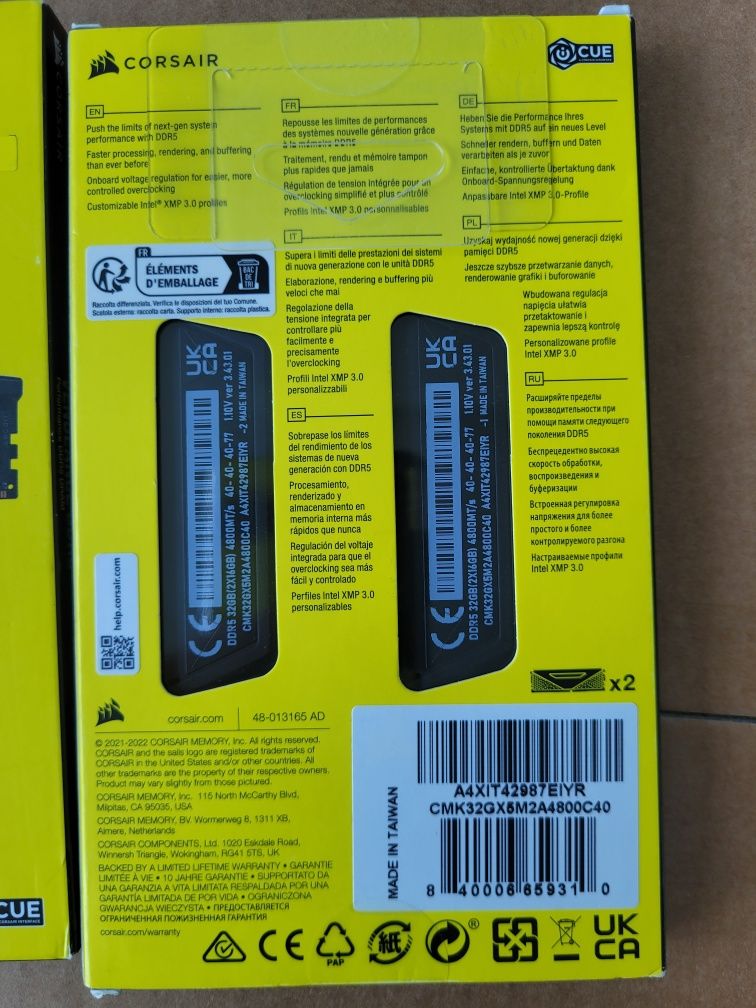 CORSAIR
iCUE
EN
Push the limits of next-gen system
performance with DDR5
Faster processing, rendering, and buffering
than ever before
Onboard voltage regulation for easier, more
controlled overclocking
Customizable Intel® XMP 3.0 profiles
FR
Repousse les limites de performances
des systèmes nouvelle génération grâce
à la mémoire DDR5
Traitement, rendu et mémoire tampon
plus rapides que jamais
Régulation de tension intégrée pour un
overclocking simplifié et plus contrôlé
Profils Intel XMP 3.0 personnalisables
DE
Heben Sie die Performance Ihres
Systems mit DDR5 auf ein neues Level
Schneller rendern, buffern und Daten
verarbeiten als je zuvor
Einfache, kontrollierte Übertaktung dank
Onboard-Spannungsregelung
Anpassbare Intel XMP 3.0-Profile
FR
ÉLÉMENTS
D'EMBALLAGE
BAC
DE
TRI
Raccolta differenziata. Verifica le disposizioni del tuo Comune.
Scatola esterna: raccolta carta. Supporto interno: raccolta plastica.
IT
Supera i limiti delle prestazioni dei sistemi
di nuova generazione con le unità DDR5
Elaborazione, rendering e buffering più
veloci che mai
Regolazione della
tensione integrata per
controllare più
facilmente e
precisamente
l'overclocking
Profili Intel XMP 3.0
personalizzabili
PL
Uzyskaj wydajność nowej generacji dzięki
pamięci DDR5
Jeszcze szybsze przetwarzanie danych,
renderowanie grafiki i buforowanie
Wbudowana regulacja
napięcia ułatwia
przetaktowanie i
zapewnia lepszą kontrolę
Personalizowane profile
Intel XMP 3.0
ES
Sobrepase los límites
del rendimiento de los
sistemas de nueva
generación con DDR5
Procesamiento,
renderizado y
almacenamiento en
memoria interna más
rápidos que nunca
Regulación del voltaje
integrada para que el
overclocking sea más
fácil y controlado
Perfiles Intel XMP 3.0
personalizables
RU
Расширяйте пределы
производительности при
помощи памяти следующего
поколения DDR5
Беспрецедентно высокая
скорость обработки,
воспроизведения и
буферизации
Встроенная регулировка
напряжения для более
простого и более
контролируемого разгона
Настраиваемые профили
Intel XMP 3.0
UK
CA
CE
DDR5 32GB(2X16GB) 4800MT/s 40-40-40-77 1.10V ver 3.43.01
CMK32GX5M2A4800C40 A4XIT42987EIYR -2 MADE IN TAIWAN
UK
CA
CE
DDR5 32GB(2X16GB) 4800MT/s 40-40-40-77 1.10V ver 3.43.01
CMK32GX5M2A4800C40 A4XIT42987EIYR -1 MADE IN TAIWAN
help.corsair.com
x2
corsair.com
48-013165 AD
© 2021-2022 CORSAIR MEMORY, Inc. All rights reserved.
CORSAIR and the sails logo are registered trademarks of
CORSAIR in the United States and/or other countries. All
other trademarks are the property of their respective owners.
Product may vary slightly from those pictured.
CORSAIR MEMORY, Inc. 115 North McCarthy Blvd,
Milpitas, CA 95035, USA
CORSAIR MEMORY, BV. Wormerweg 8, 1311 XB,
Almere, Netherlands
CORSAIR COMPONENTS, Ltd. 1020 Eskdale Road,
Winnersh Triangle, Wokingham, RG41 5TS, UK
BACKED BY A LIMITED LIFETIME WARRANTY • GARANTIE
LIMITÉE À VIE • 10 JAHRE GARANTIE • SUPPORTATO DA
UNA GARANZIA A VITA LIMITATA RESPALDADA POR UNA
GARANTÍA LIMITADA DE POR VIDA • OGRANICZONA
GWARANCJA WIECZYSTA • ПРЕДОСТАВЛЯЕТСЯ
ОГРАНИЧЕННАЯ ПОЖИЗНЕННАЯ ГАРАНТИЯ
corsair.com/warranty
MADE IN TAIWAN
A4XIT42987EIYR
CMK32GX5M2A4800C40
8 40006 65931 0
CE
PAP
紙
®
UK
CA
CUE